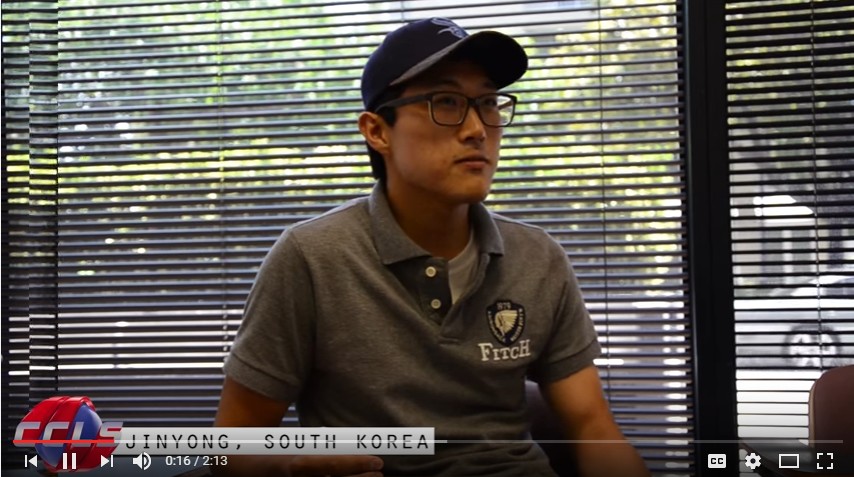 FITCH
CCLS
JINYONG, SOUTH KOREA
0:16 / 2:13
CC